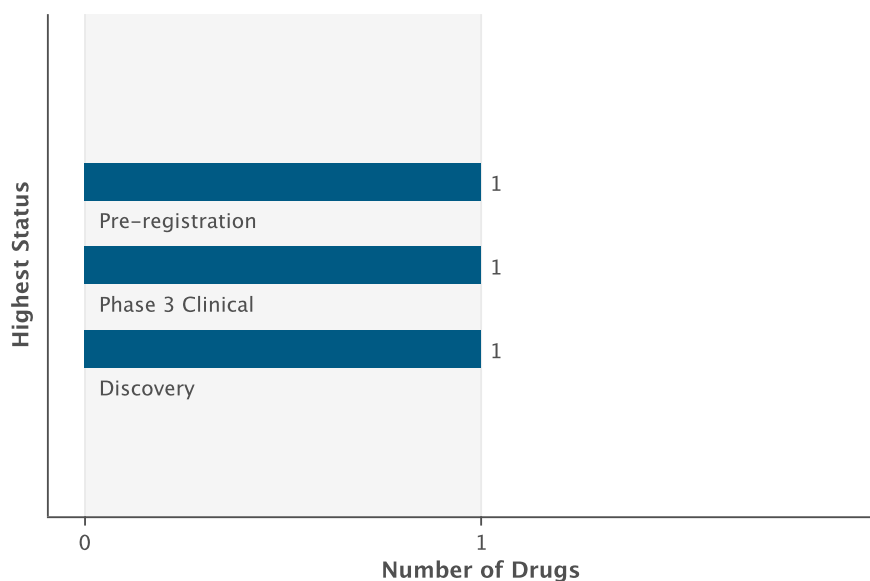 Highest Status
1
Pre-registration
1
Phase 3 Clinical
1
Discovery
0
1
Number of Drugs